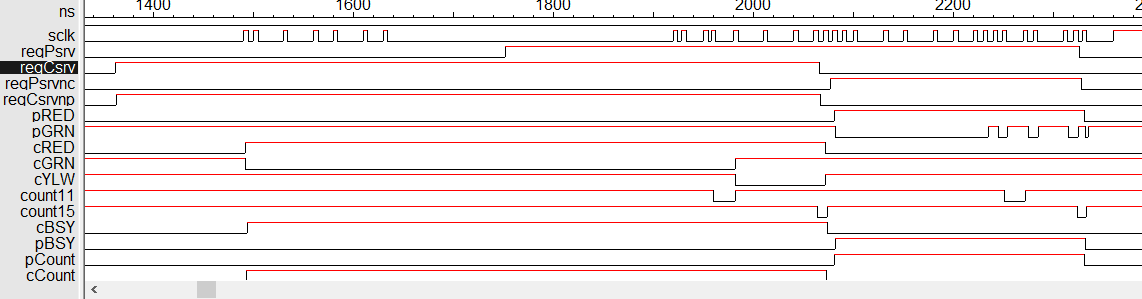 ns 1400 1600 1800 2000 2200 2
sclk
reqPsrv
reqCsrv
reqPsrvnc
reqCsrvnp
pRED
pGRN
cRED
cGRN
cYLW
count11
count15
cBSY
pBSY
pCount
cCount